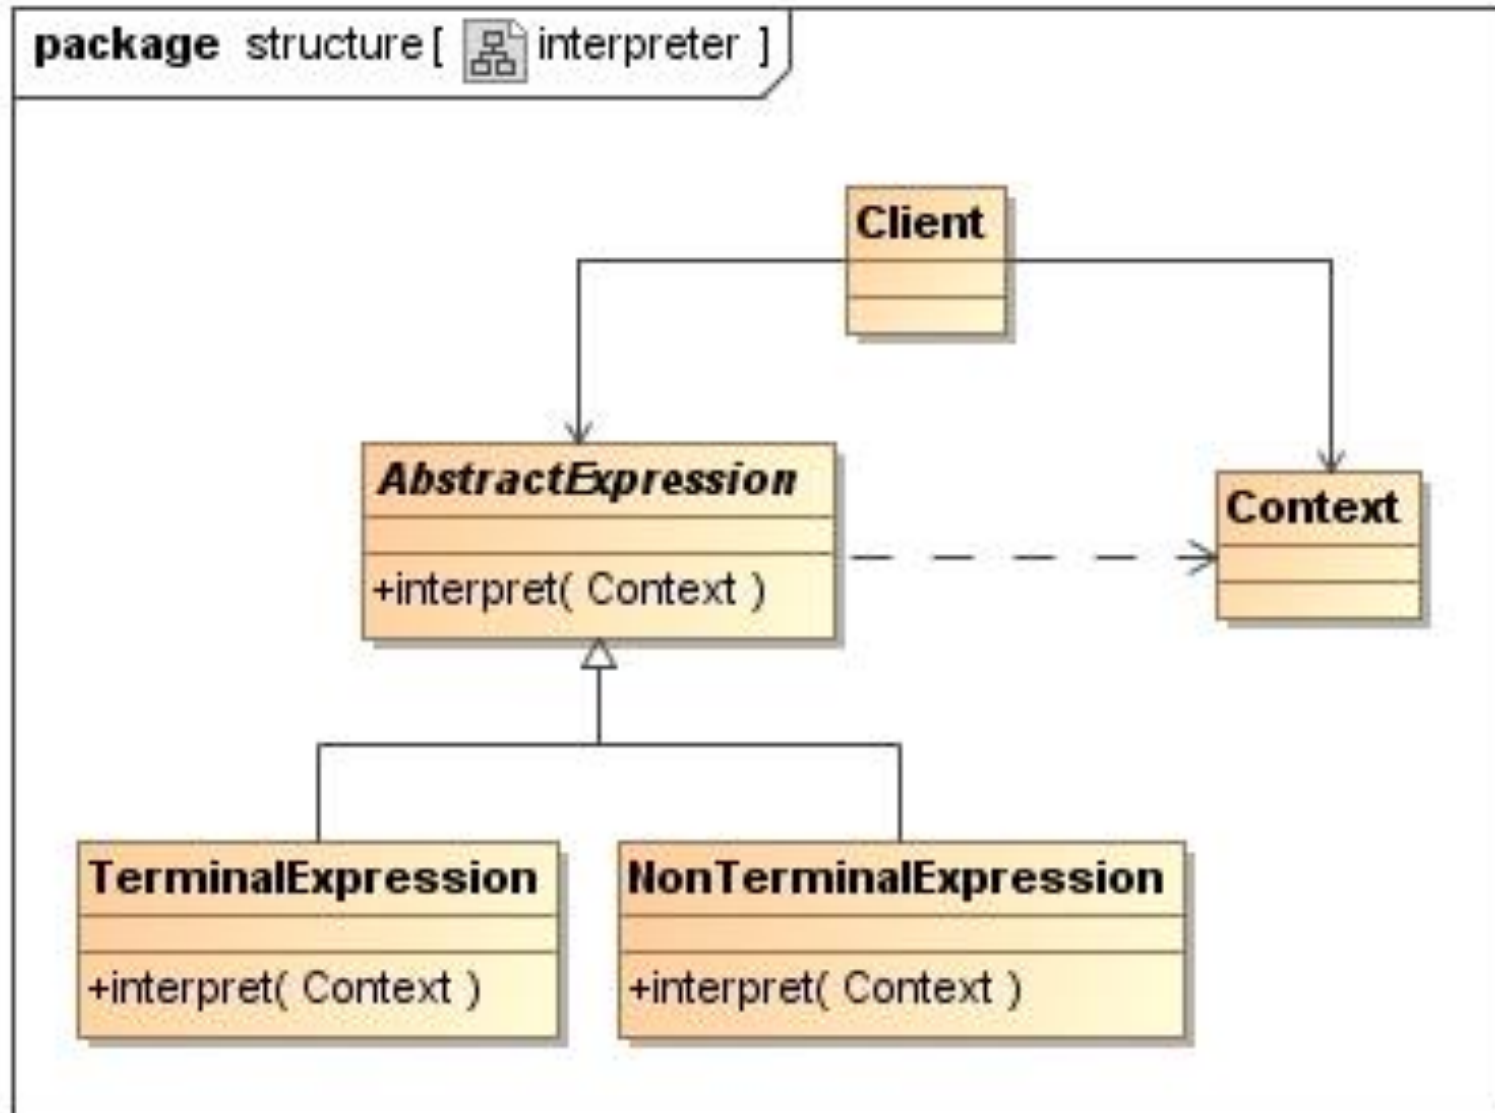 package structure[ interpreter ]
Client
AbstractExpression
+interpret( Context )
Context
TerminalExpression
+interpret( Context )
NonTerminalExpression
+interpret( Context )